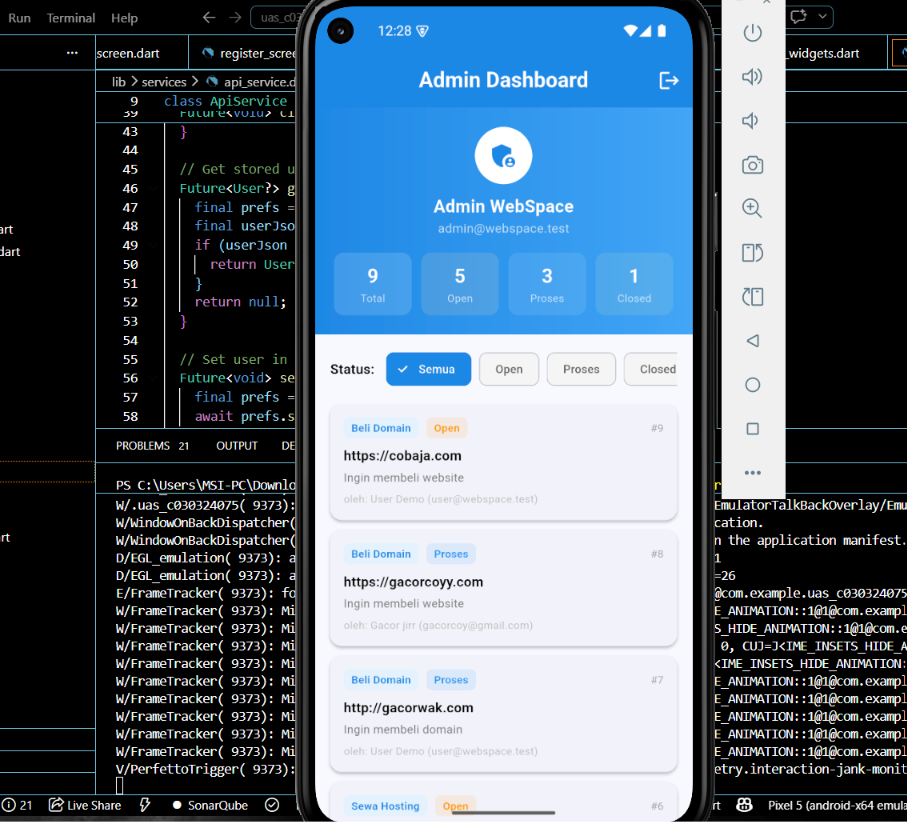 Run Terminal Help
uas_c03
screen.dart
register_scree
_widgets.dart
lib > services > api_service.d
9 class ApiService
39 Future<void> cl
43 }
44
45 // Get stored u
46 Future<User?> g
47 final prefs =
48 final userJso
49 if (userJson
50 return User
51 }
52 return null;
53 }
54
55 // Set user in
56 Future<void> se
57 final prefs =
58 await prefs.s
art
dart
rt
PROBLEMS 21 OUTPUT DE
PS C:\Users\MSI-PC\Downlo
W/.uas_c030324075( 9373):
EmulatorTalkBackOverlay/Emu
W/WindowOnBackDispatcher(
cation.
W/WindowOnBackDispatcher(
n the application manifest.
D/EGL_emulation( 9373): a
1
D/EGL_emulation( 9373): a
=26
E/FrameTracker( 9373): fo
@com.example.uas_c030324075
W/FrameTracker( 9373): Mi
E_ANIMATION::1@1@com.examp
W/FrameTracker( 9373): Mi
S_HIDE_ANIMATION::1@1@com.e
W/FrameTracker( 9373): Mi
0, CUJ=J<IME_INSETS_HIDE_A
W/FrameTracker( 9373): Mi
<IME_INSETS_HIDE_ANIMATION:
W/FrameTracker( 9373): Mi
E_ANIMATION::1@1@com.examp
W/FrameTracker( 9373): Mi
E_ANIMATION::1@1@com.examp
W/FrameTracker( 9373): Mi
E_ANIMATION::1@1@com.examp
W/FrameTracker( 9373): Mi
E_ANIMATION::1@1@com.examp
W/FrameTracker( 9373): Mi
E_ANIMATION::1@1@com.examp
V/PerfettoTrigger( 9373):
etry.interaction-jank-monit
21 Live Share SonarQube
rt Pixel 5 (android-x64 emula
12:28
Admin Dashboard
Admin WebSpace
admin@webspace.test
9 5 3 1
Total Open Proses Closed
Status: Semua Open Proses Closed
Beli Domain Open #9
https://cobaja.com
Ingin membeli website
oleh: User Demo (user@webspace.test)
Beli Domain Proses #8
https://gacorcoyy.com
Ingin membeli website
oleh: Gacor jirr (gacorcoy@gmail.com)
Beli Domain Proses #7
http://gacorwak.com
Ingin membeli domain
oleh: User Demo (user@webspace.test)
Sewa Hosting Open #6